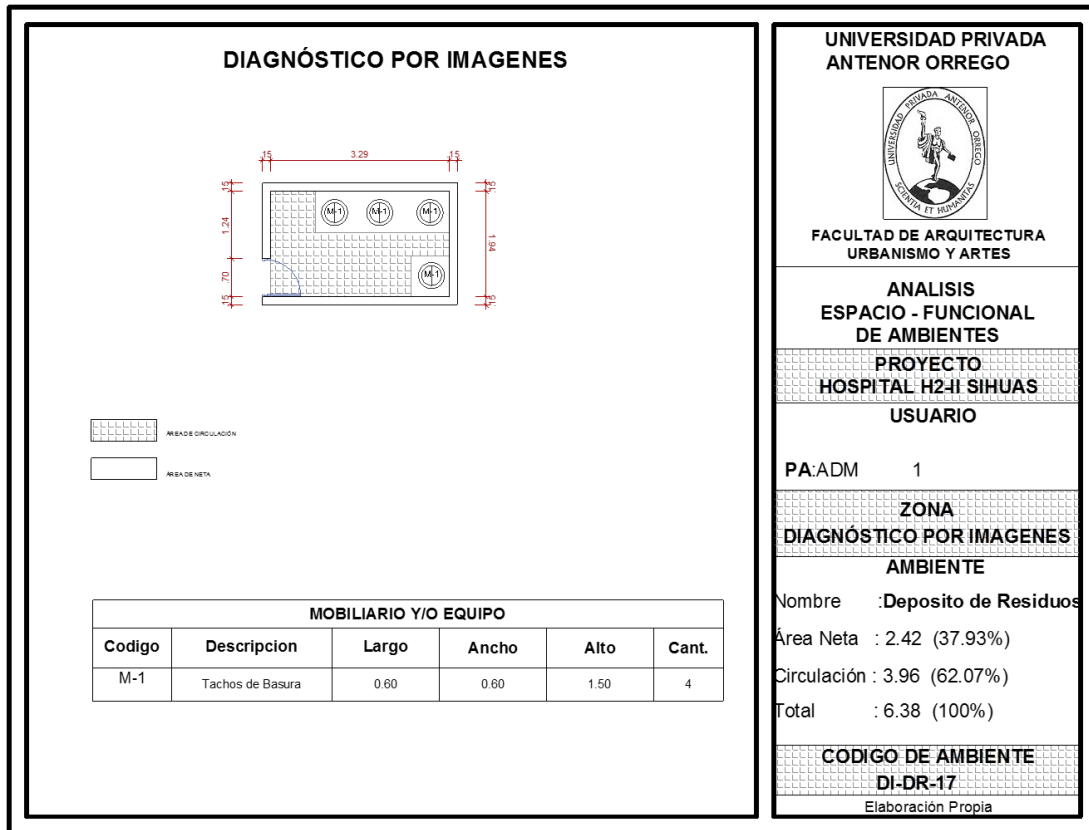 DIAGNÓSTICO POR IMAGENES
.15 3.29 .15
.15
1.24
.70
.15
.15
1.94
.15
M-1 M-1 M-1
M-1
ÁREA DE CIRCULACIÓN
ÁREA DE NETA
MOBILIARIO Y/O EQUIPO
Codigo Descripcion Largo Ancho Alto Cant.
M-1 Tachos de Basura 0.60 0.60 1.50 4
UNIVERSIDAD PRIVADA
ANTENOR ORREGO
UNIVERSIDAD PRIVADA ANTENOR ORREGO
SCIENTIA ET HUMANITAS
FACULTAD DE ARQUITECTURA
URBANISMO Y ARTES
ANALISIS
ESPACIO - FUNCIONAL
DE AMBIENTES
PROYECTO
HOSPITAL H2-II SIHUAS
USUARIO
PA:ADM 1
ZONA
DIAGNÓSTICO POR IMAGENES
AMBIENTE
Nombre :Deposito de Residuos
Área Neta : 2.42 (37.93%)
Circulación : 3.96 (62.07%)
Total : 6.38 (100%)
CODIGO DE AMBIENTE
DI-DR-17
Elaboración Propia